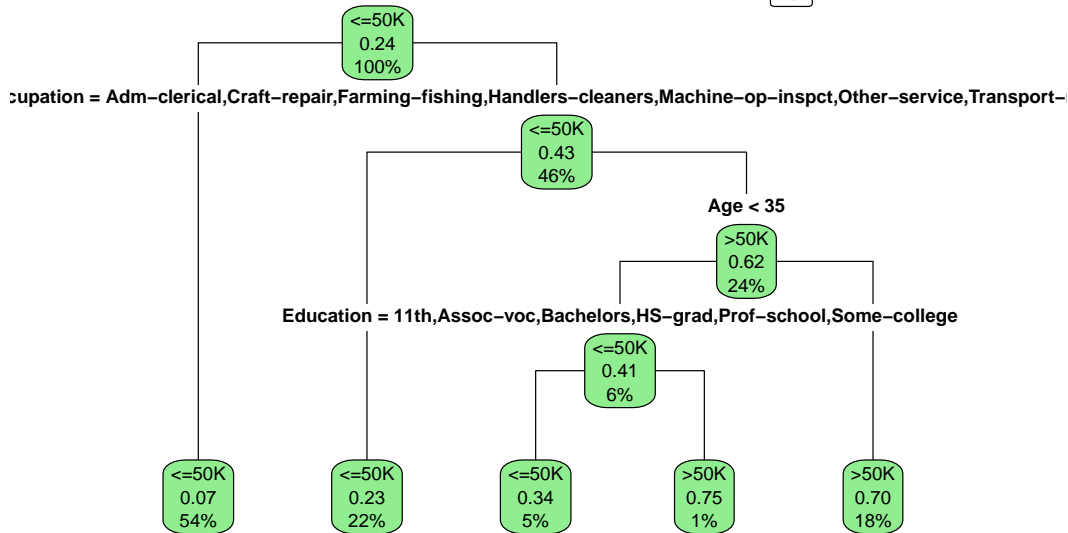 <=50K
0.24
100%
= Adm−clerical,Craft−repair,Farming−fishing,Handlers−cleaners,Machine−op−inspct,Other−service,
<=50K
0.43
46%
Age < 35
>50K
0.62
24%
Education = 11th,Assoc−voc,Bachelors,HS−grad,Prof−school,Some−college
<=50K
0.41
6%
<=50K
0.07
54%
<=50K
0.23
22%
<=50K
0.34
5%
>50K
0.75
1%
>50K
0.70
18%